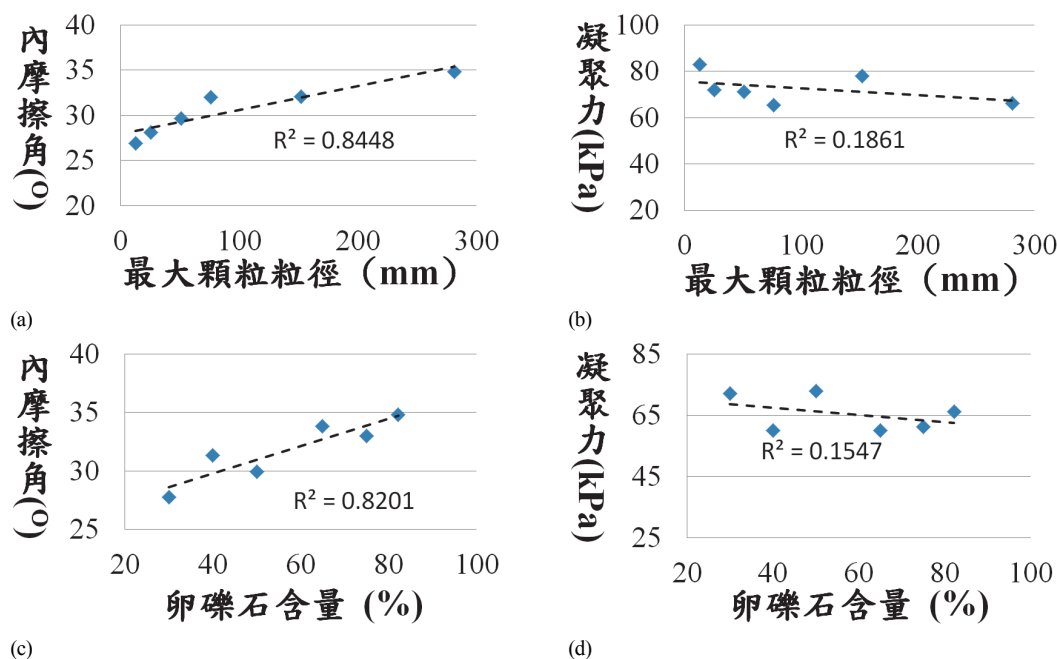 內摩擦角(°)
40
35
30
25
20
R² = 0.8448
0
100
200
300
最大顆粒粒徑（mm）
(a)
凝聚力(kPa)
100
80
60
40
20
R² = 0.1861
0
100
200
300
最大顆粒粒徑（mm）
(b)
內摩擦角(°)
40
35
30
25
R² = 0.8201
20
40
60
80
100
卵礫石含量 (%)
(c)
凝聚力(kPa)
85
65
45
25
R² = 0.1547
20
40
60
80
100
卵礫石含量 (%)
(d)